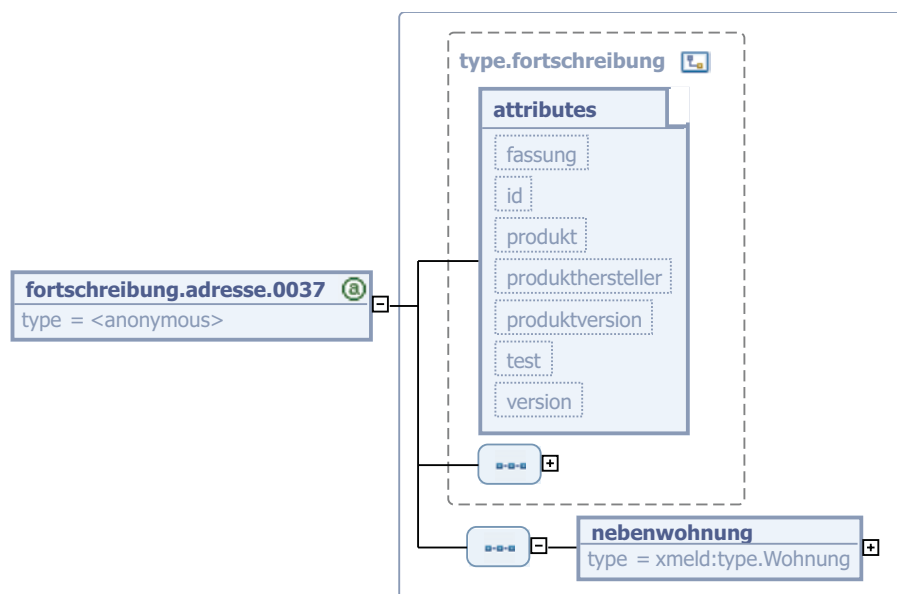 type.fortschreibung
attributes
fassung
id
produkt
produkthersteller
produktversion
test
version
fortschreibung.adresse.0037 a
type = <anonymous>
nebenwohnung
type = xmeld:type.Wohnung